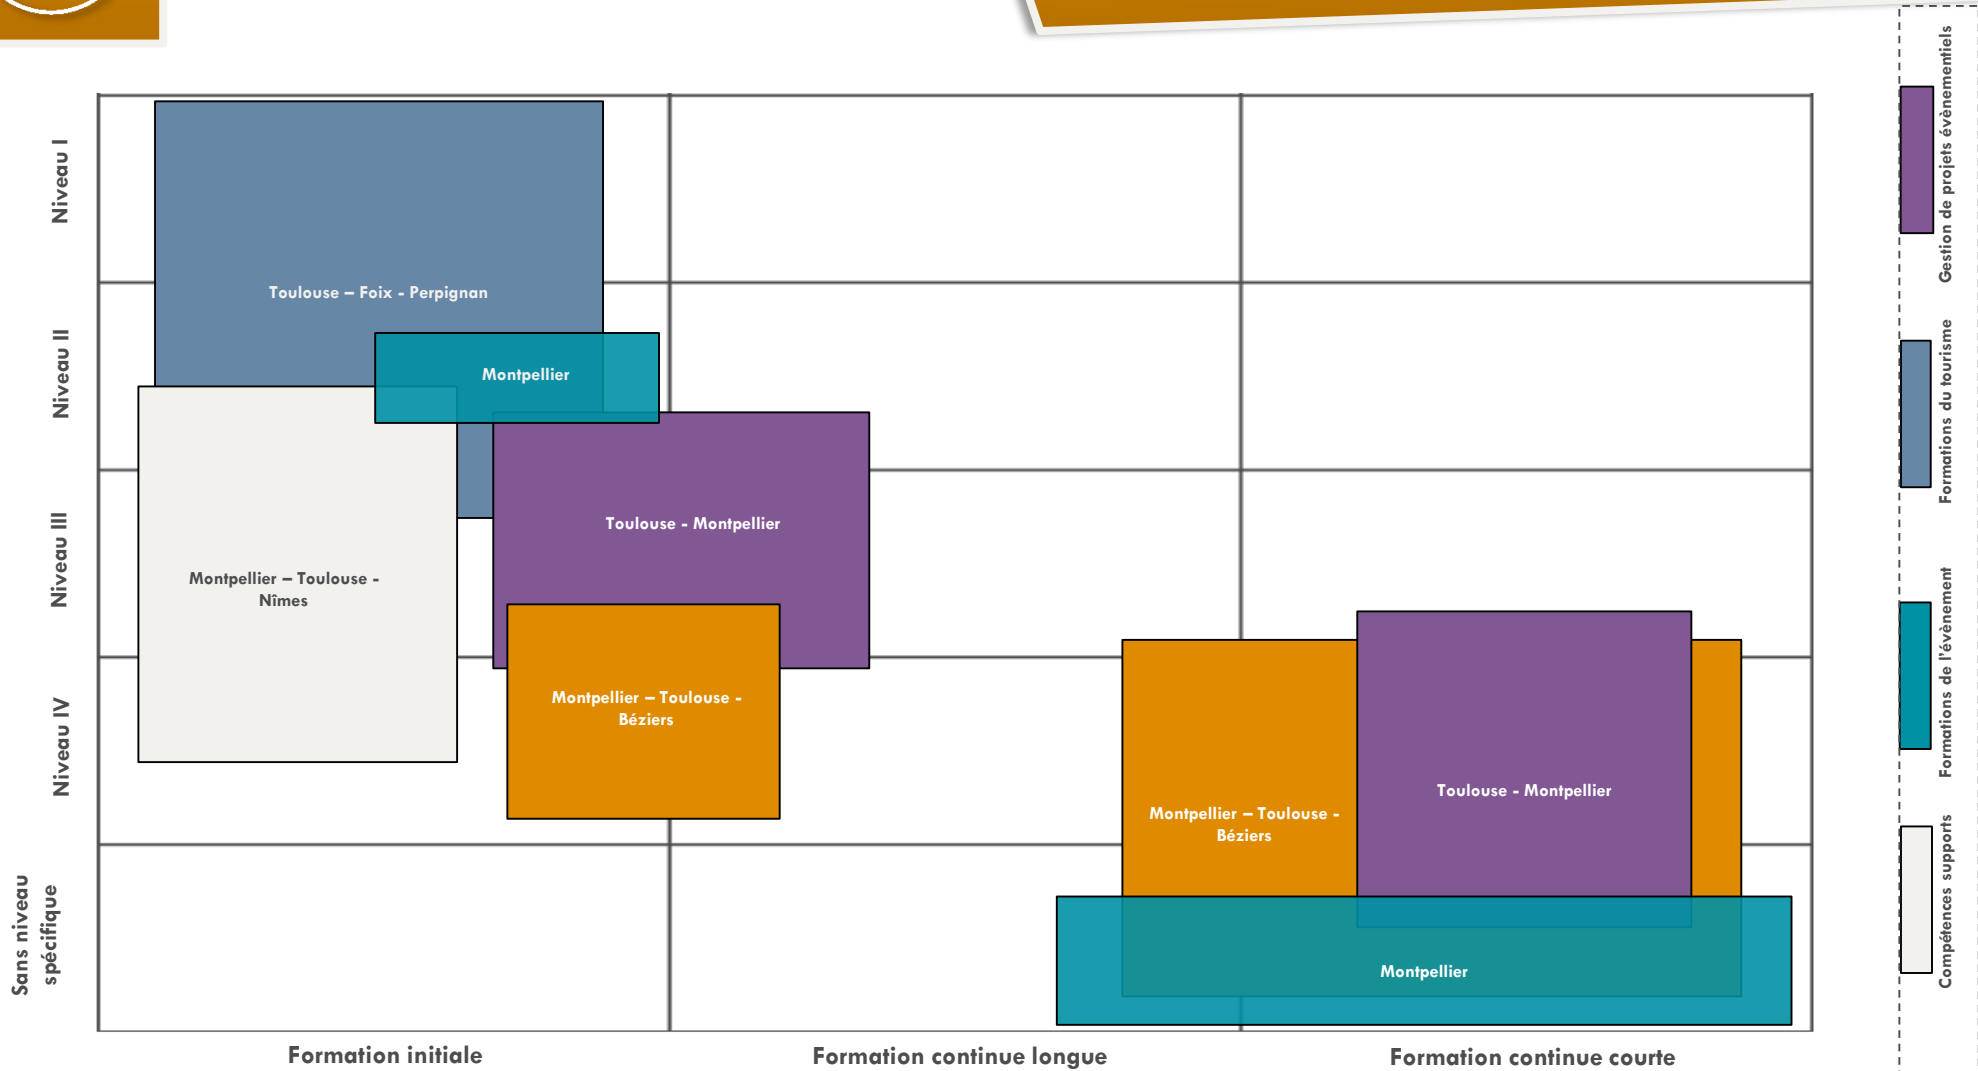 Niveau I
Niveau II
Niveau III
Niveau IV
Sans niveau
spécifique
Toulouse – Foix - Perpignan
Montpellier
Toulouse - Montpellier
Montpellier – Toulouse -
Nîmes
Montpellier – Toulouse -
Béziers
Toulouse - Montpellier
Montpellier – Toulouse -
Béziers
Montpellier
Formation initiale
Formation continue longue
Formation continue courte
Gestion de projets évènementiels
Formations du tourisme
Formations de l'évènement
Compétences supports